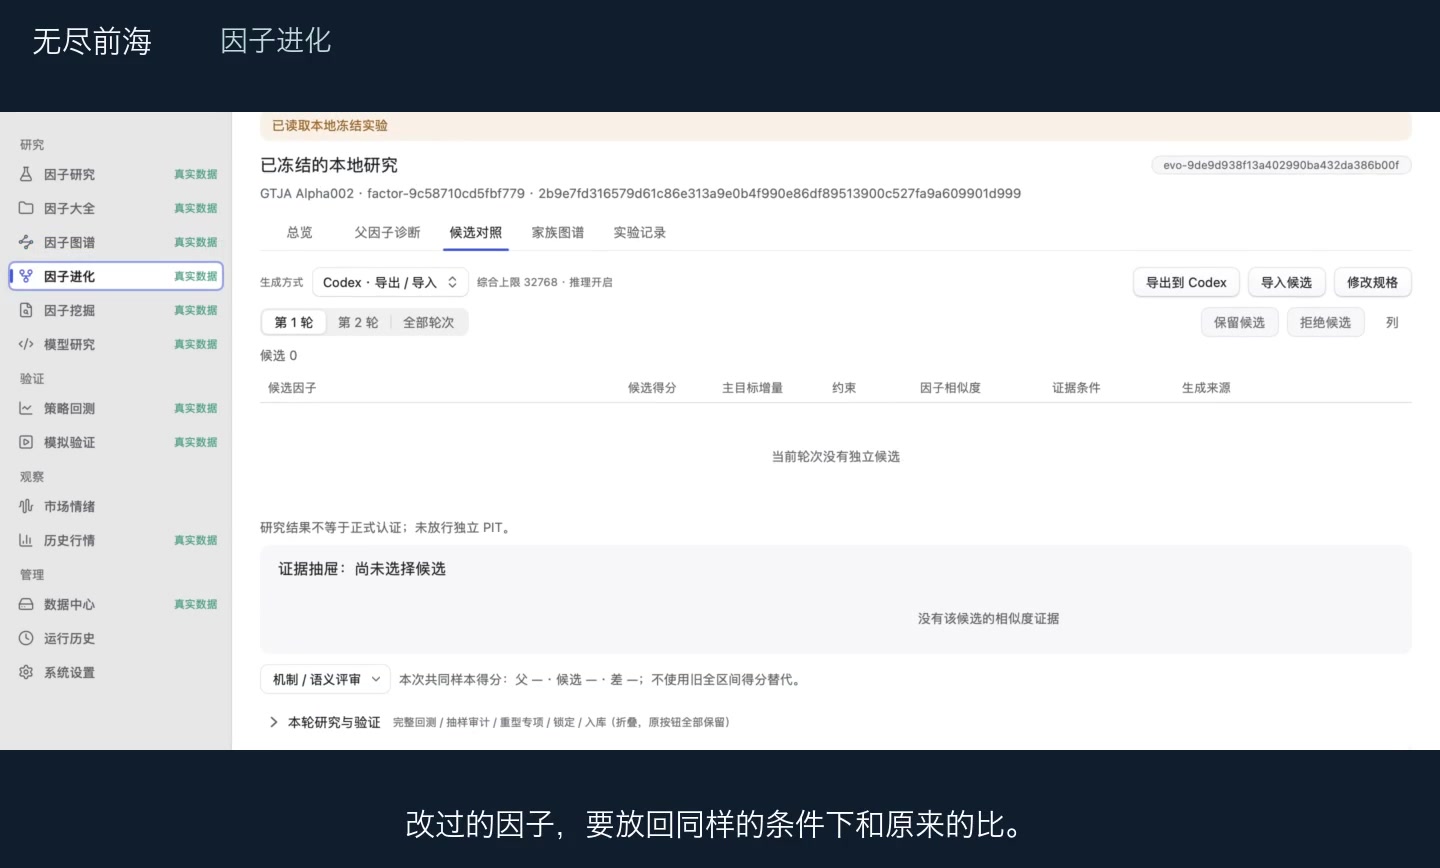 无尽前海 因子进化
研究
因子研究 真实数据
因子大全 真实数据
因子图谱 真实数据
因子进化 真实数据
因子挖掘 真实数据
模型研究 真实数据
验证
策略回测 真实数据
模拟验证 真实数据
观察
市场情绪
历史行情 真实数据
管理
数据中心 真实数据
运行历史
系统设置
已读取本地冻结实验
已冻结的本地研究 evo-9de9d938f13a402990ba432da386b00f
GTJA Alpha002 · factor-9c58710cd5fbf779 · 2b9e7fd316579d61c86e313a9e0b4f990e86df89513900c527fa9a609901d999
总览 父因子诊断 候选对照 家族图谱 实验记录
生成方式 Codex · 导出 / 导入 综合上限 32768 · 推理开启 导出到 Codex 导入候选 修改规格
第 1 轮 第 2 轮 全部轮次 保留候选 拒绝候选 列
候选 0
候选因子 候选得分 主目标增量 约束 因子相似度 证据条件 生成来源
当前轮次没有独立候选
研究结果不等于正式认证；未放行独立 PIT。
证据抽屉：尚未选择候选
没有该候选的相似度证据
机制 / 语义评审 本次共同样本得分：父 — · 候选 — · 差 —；不使用旧全区间得分替代。
本轮研究与验证 完整回测 / 抽样审计 / 重型专项 / 锁定 / 入库（折叠，原按钮全部保留）
改过的因子，要放回同样的条件下和原来的比。